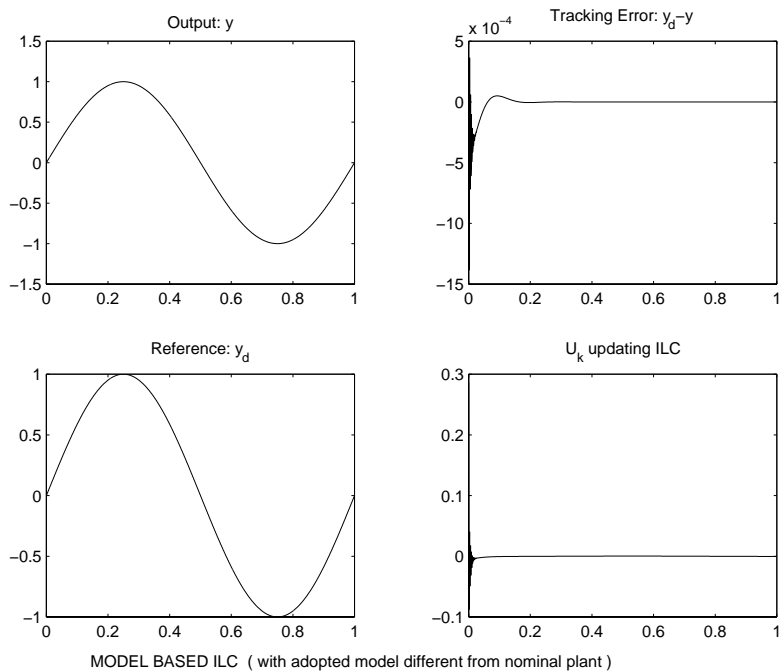 Output: y
1.5
1
0.5
0
−0.5
−1
−1.5
0 0.2 0.4 0.6 0.8 1
Tracking Error: y_d−y
x 10^−4
5
0
−5
−10
−15
0 0.2 0.4 0.6 0.8 1
Reference: y_d
1
0.5
0
−0.5
−1
0 0.2 0.4 0.6 0.8 1
U_k updating ILC
0.3
0.2
0.1
0
−0.1
0 0.2 0.4 0.6 0.8 1
MODEL BASED ILC ( with adopted model different from nominal plant )